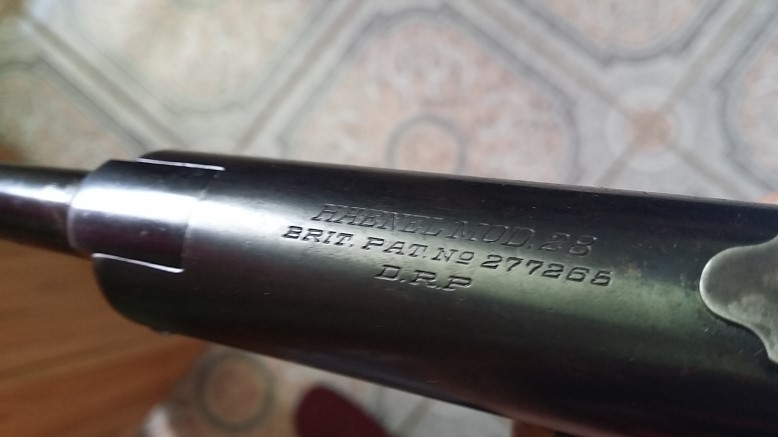 HAENEL MOD. 28
BRIT. PAT. Nº 277265
D.R.P